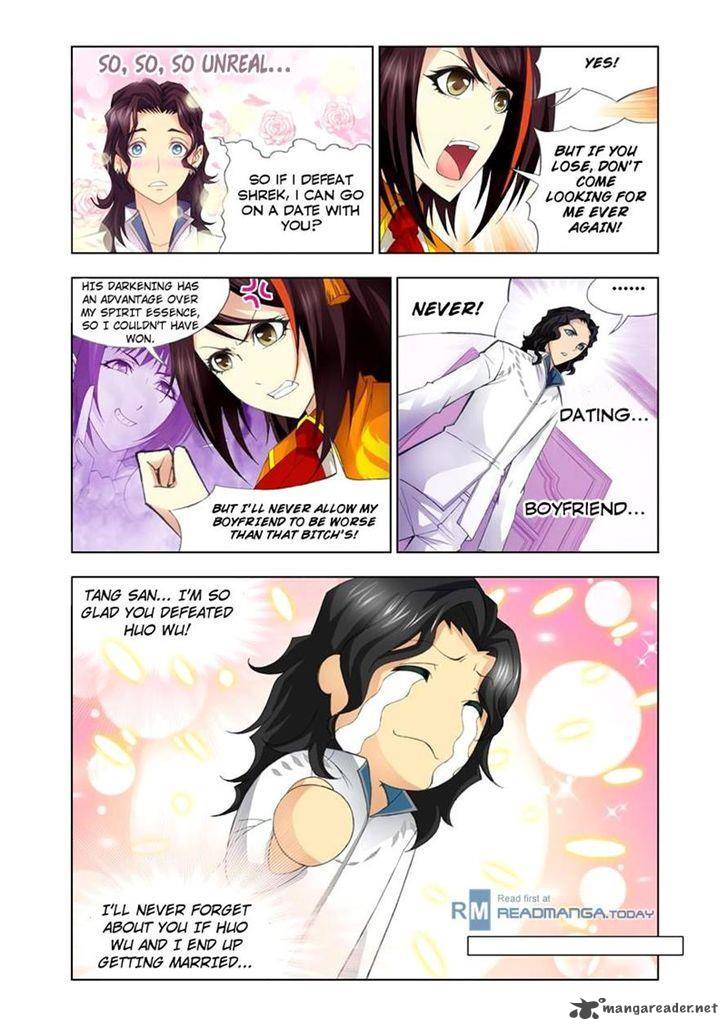 SO, SO, SO UNREAL...
SO IF I DEFEAT
SHREK, I CAN GO
ON A DATE WITH
YOU?
YES!
BUT IF YOU
LOSE, DON'T
COME
LOOKING FOR
ME EVER
AGAIN!
HIS DARKENING HAS
AN ADVANTAGE OVER
MY SPIRIT ESSENCE,
SO I COULDN'T HAVE
WON.
BUT I'LL NEVER ALLOW MY
BOYFRIEND TO BE WORSE
THAN THAT BITCH'S!
......
NEVER!
DATING...
BOYFRIEND...
TANG SAN... I'M SO
GLAD YOU DEFEATED
HUO WU!
I'LL NEVER FORGET
ABOUT YOU IF HUO
WU AND I END UP
GETTING MARRIED...
RM
Read first at
READMANGA.TODAY
mangareader.net